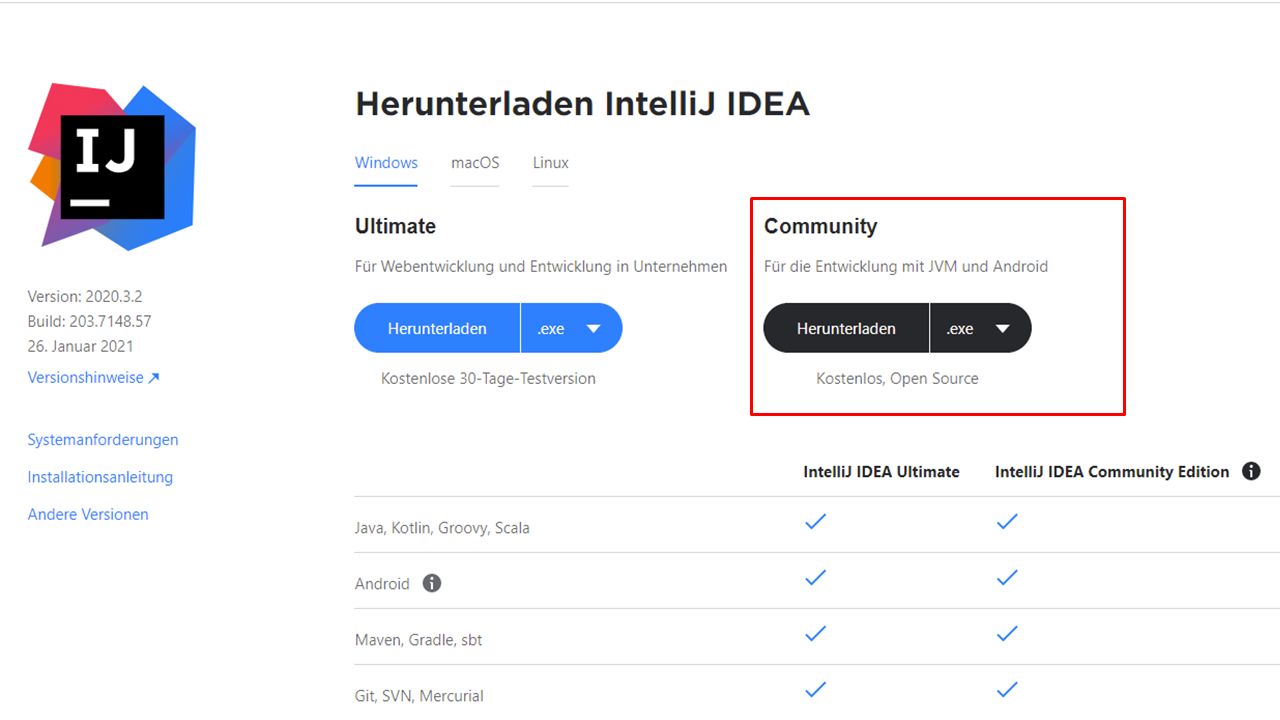 IJ
Herunterladen IntelliJ IDEA
Windows macOS Linux
Ultimate
Für Webentwicklung und Entwicklung in Unternehmen
Herunterladen .exe
Kostenlose 30-Tage-Testversion
Community
Für die Entwicklung mit JVM und Android
Herunterladen .exe
Kostenlos, Open Source
Version: 2020.3.2
Build: 203.7148.57
26. Januar 2021
Versionshinweise
Systemanforderungen
Installationsanleitung
Andere Versionen
IntelliJ IDEA Ultimate IntelliJ IDEA Community Edition
Java, Kotlin, Groovy, Scala
Android
Maven, Gradle, sbt
Git, SVN, Mercurial